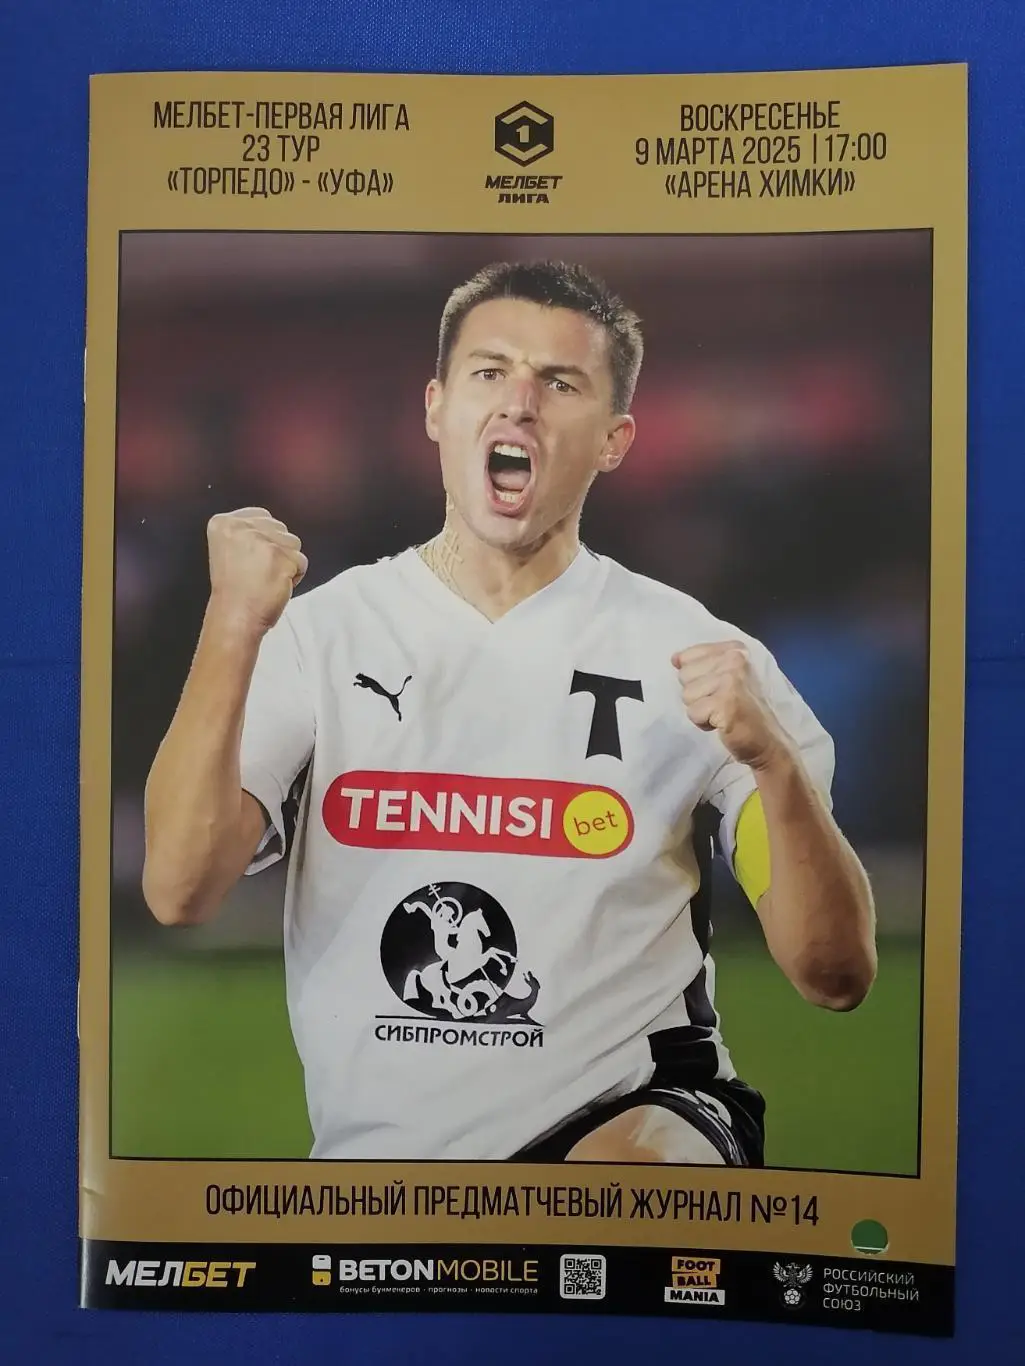 МЕЛБЕТ-ПЕРВАЯ ЛИГА
23 ТУР
«ТОРПЕДО» - «УФА»
1
МЕЛБЕТ
ЛИГА
ВОСКРЕСЕНЬЕ
9 МАРТА 2025 | 17:00
«АРЕНА ХИМКИ»
T
TENNISI bet
СИБПРОМСТРОЙ
ОФИЦИАЛЬНЫЙ ПРЕДМАТЧЕВЫЙ ЖУРНАЛ №14
МЕЛБЕТ
BETONMOBILE
бонусы букмекеров · прогнозы · новости спорта
FOOT
BALL
MANIA
РОССИЙСКИЙ
ФУТБОЛЬНЫЙ
СОЮЗ